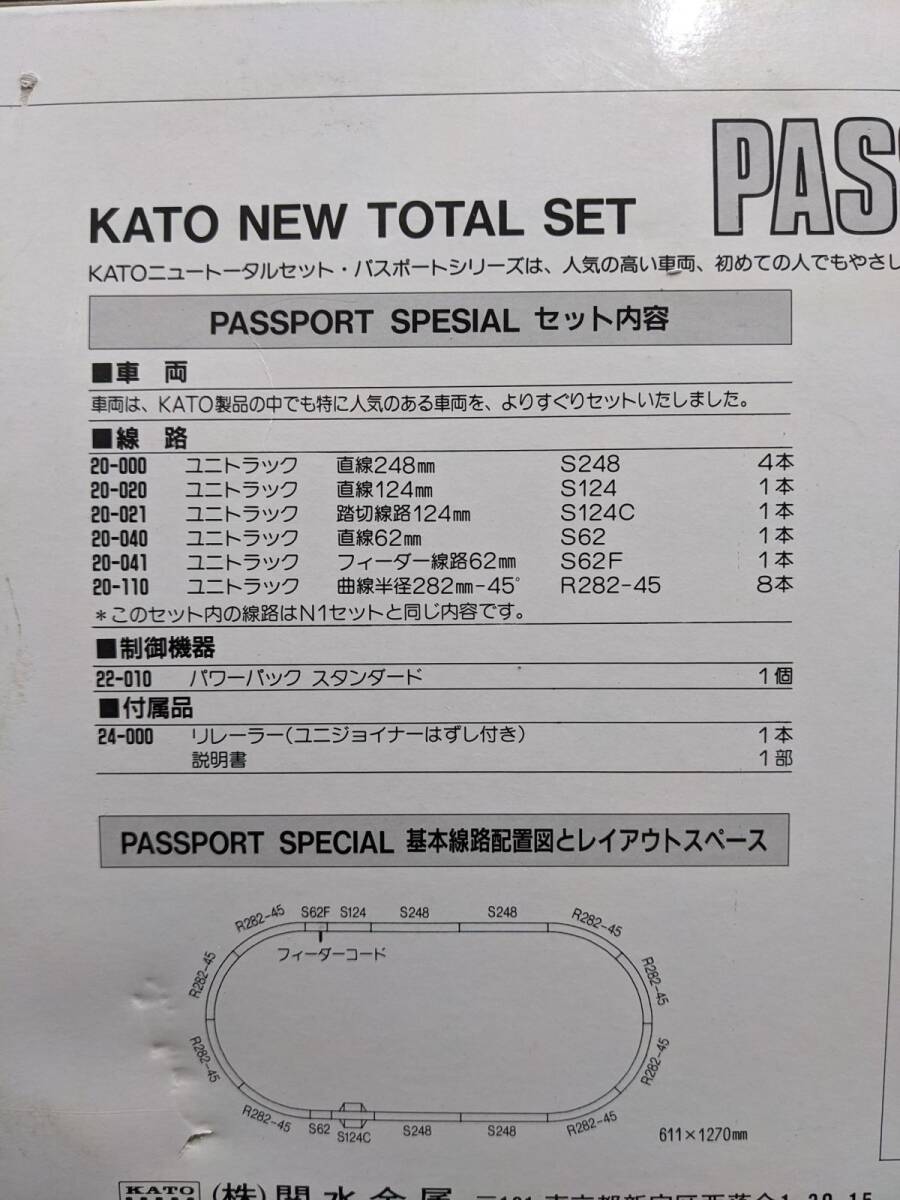 PASS
KATO NEW TOTAL SET
KATOニュートータルセット・パスポートシリーズは、人気の高い車両、初めての人でもやさし
PASSPORT SPESIAL セット内容
■車 両
車両は、KATO製品の中でも特に人気のある車両を、よりすぐりセットいたしました。
■線 路
20-000 ユニトラック 直線248㎜ S248 4本
20-020 ユニトラック 直線124㎜ S124 1本
20-021 ユニトラック 踏切線路124㎜ S124C 1本
20-040 ユニトラック 直線62㎜ S62 1本
20-041 ユニトラック フィーダー線路62㎜ S62F 1本
20-110 ユニトラック 曲線半径282㎜-45° R282-45 8本
*このセット内の線路はN1セットと同じ内容です。
■制御機器
22-010 パワーパック スタンダード 1個
■付属品
24-000 リレーラー(ユニジョイナーはずし付き) 1本
説明書 1部
PASSPORT SPECIAL 基本線路配置図とレイアウトスペース
R282-45 S62F S124 S248 S248 R282-45
フィーダーコード
R282-45 R282-45
R282-45 R282-45
R282-45 S62 S124C S248 S248 R282-45
611×1270㎜
KATO (株)関水金属 東京都新宿区西落合1-30-15